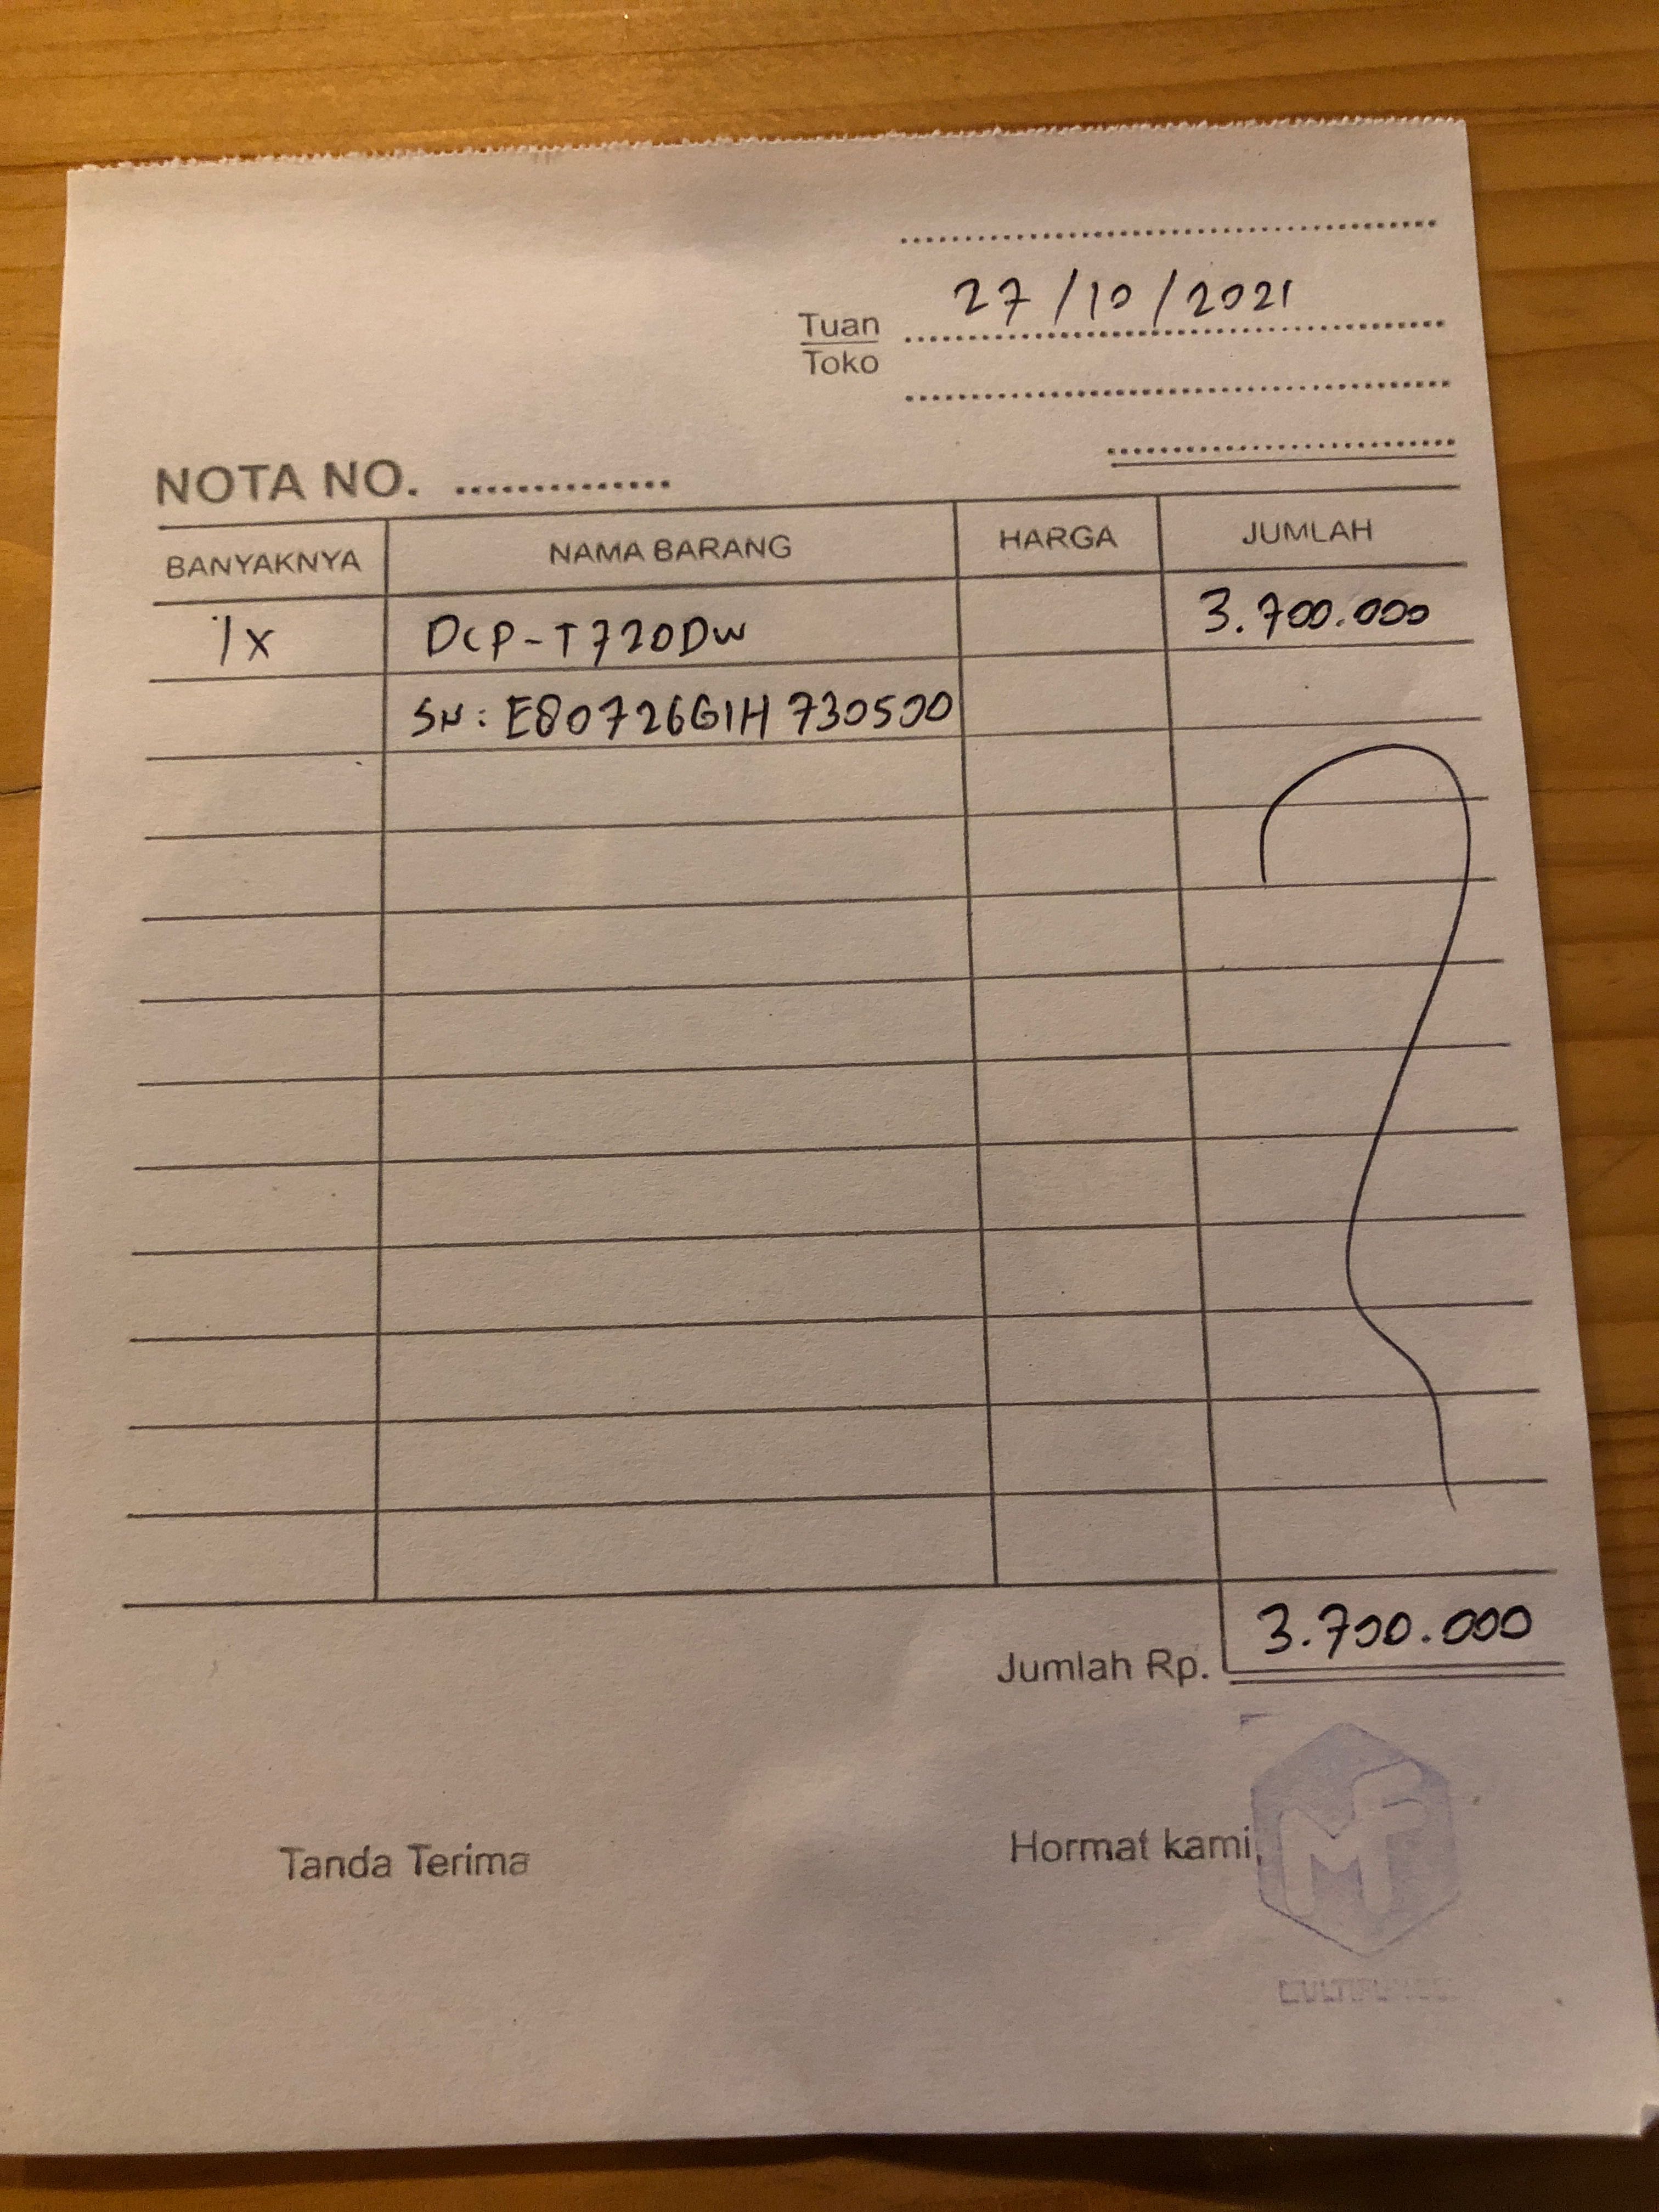 27/10/2021
Tuan
Toko
NOTA NO. ..............
BANYAKNYA NAMA BARANG HARGA JUMLAH
1x DCP-T720DW 3.700.000
SN: E80726G1H730500
Jumlah Rp. 3.700.000
Tanda Terima Hormat kami,
MF